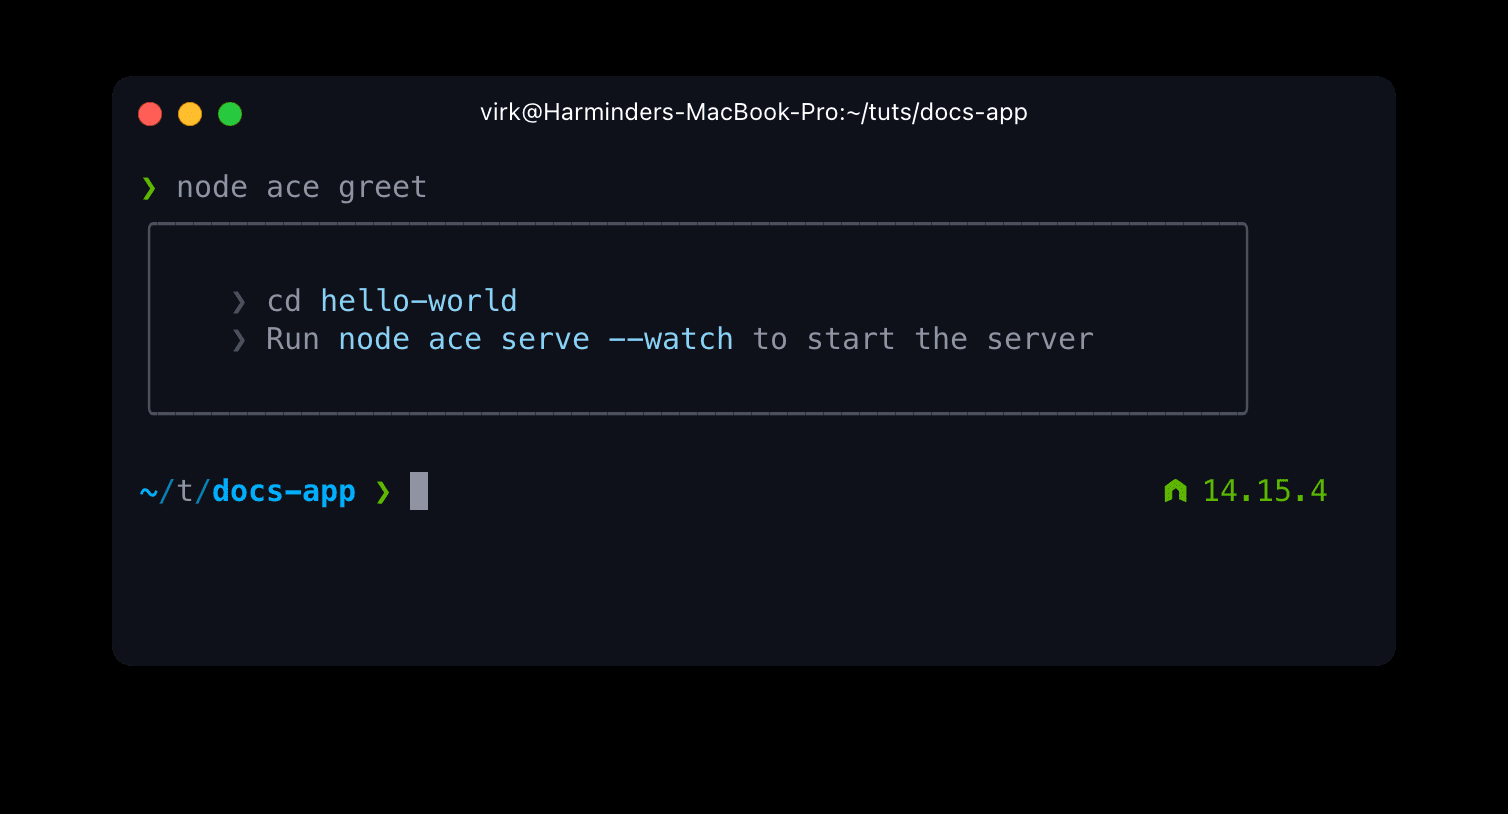 virk@Harminders-MacBook-Pro:~/tuts/docs-app
❯ node ace greet
❯ cd hello-world
❯ Run node ace serve --watch to start the server
~/t/docs-app ❯ 14.15.4